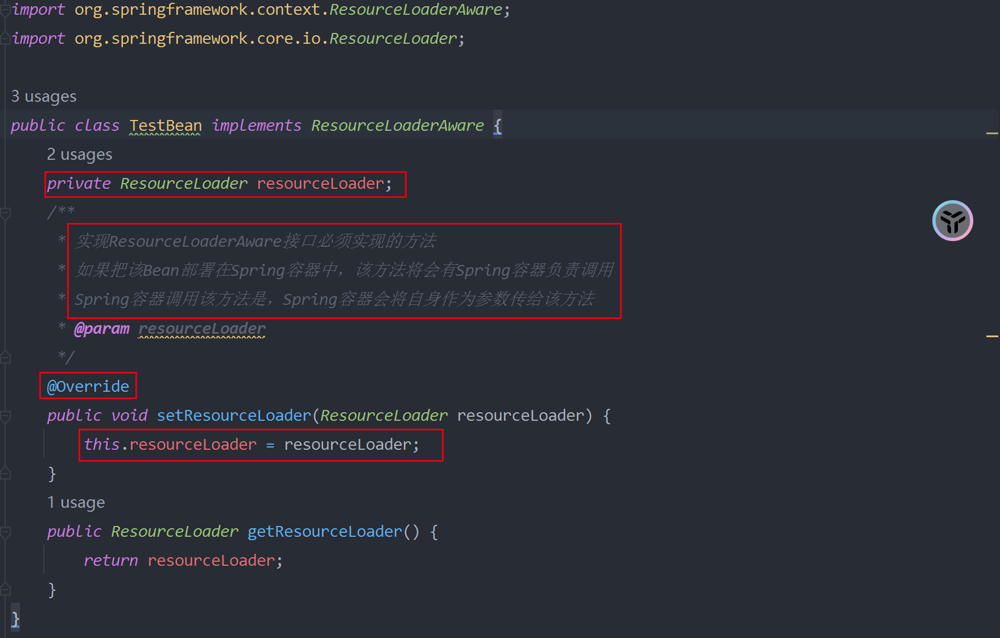 import org.springframework.context.ResourceLoaderAware;
import org.springframework.core.io.ResourceLoader;
3 usages
public class TestBean implements ResourceLoaderAware {
2 usages
private ResourceLoader resourceLoader;
/**
* 实现ResourceLoaderAware接口必须实现的方法
* 如果把该Bean部署在Spring容器中，该方法将会有Spring容器负责调用
* Spring容器调用该方法是，Spring容器会将自身作为参数传给该方法
* @param resourceLoader
*/
@Override
public void setResourceLoader(ResourceLoader resourceLoader) {
this.resourceLoader = resourceLoader;
}
1 usage
public ResourceLoader getResourceLoader() {
return resourceLoader;
}
}